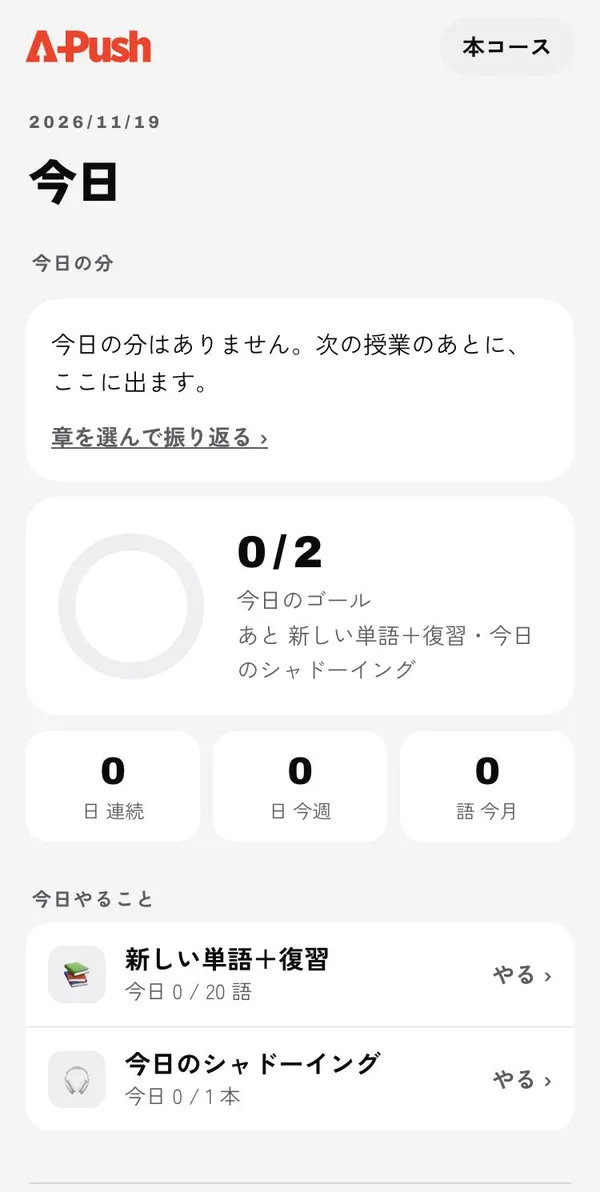 A-Push
本コース
2026/11/19
今日
今日の分
今日の分はありません。次の授業のあとに、
ここに出ます。
章を選んで振り返る ›
0/2
今日のゴール
あと 新しい単語＋復習・今日
のシャドーイング
0
日 連続
0
日 今週
0
語 今月
今日やること
新しい単語＋復習
今日 0 / 20 語
やる ›
今日のシャドーイング
今日 0 / 1 本
やる ›